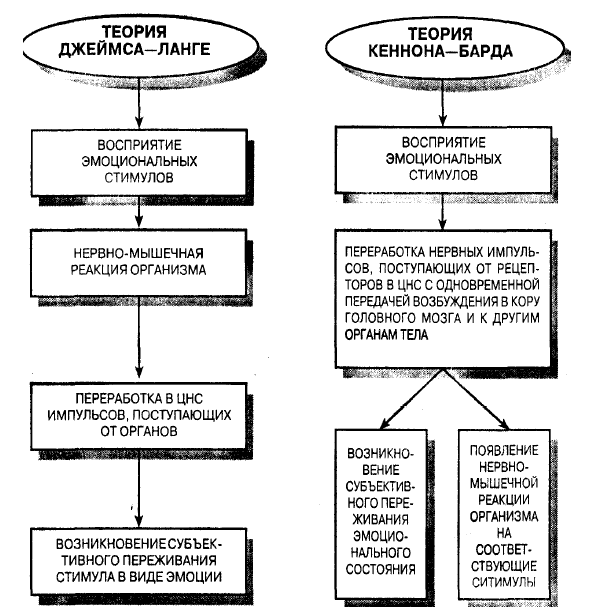 ТЕОРИЯ
ДЖЕЙМСА—ЛАНГЕ
ВОСПРИЯТИЕ
ЭМОЦИОНАЛЬНЫХ
СТИМУЛОВ
НЕРВНО-МЫШЕЧНАЯ
РЕАКЦИЯ ОРГАНИЗМА
ПЕРЕРАБОТКА В ЦНС
ИМПУЛЬСОВ, ПОСТУПАЮЩИХ
ОТ ОРГАНОВ
ВОЗНИКНОВЕНИЕ СУБЪЕК-
ТИВНОГО ПЕРЕЖИВАНИЯ
СТИМУЛА В ВИДЕ ЭМОЦИИ
ТЕОРИЯ
КЕННОНА—БАРДА
ВОСПРИЯТИЕ
ЭМОЦИОНАЛЬНЫХ
СТИМУЛОВ
ПЕРЕРАБОТКА НЕРВНЫХ ИМПУЛЬ-
СОВ, ПОСТУПАЮЩИХ ОТ РЕЦЕП-
ТОРОВ В ЦНС С ОДНОВРЕМЕННОЙ
ПЕРЕДАЧЕЙ ВОЗБУЖДЕНИЯ В КОРУ
ГОЛОВНОГО МОЗГА И К ДРУГИМ
ОРГАНАМ ТЕЛА
ВОЗНИКНО-
ВЕНИЕ
СУБЪЕКТИВ-
НОГО ПЕРЕ-
ЖИВАНИЯ
ЭМОЦИО-
НАЛЬНОГО
СОСТОЯНИЯ
ПОЯВЛЕНИЕ
НЕРВНО-
МЫШЕЧНОЙ
РЕАКЦИИ
ОРГАНИЗМА
НА
СООТВЕТ-
СТВУЮЩИЕ
СИТИМУЛЫ